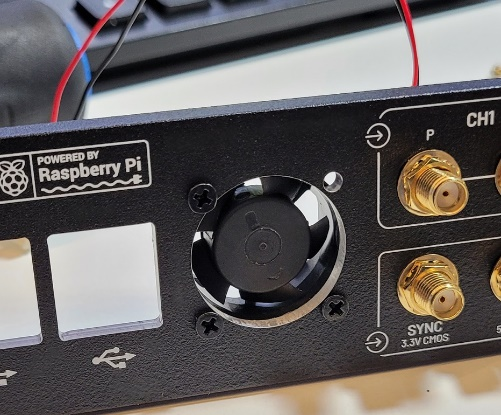 POWERED BY
Raspberry Pi
P
CH1
SYNC
3.3V CMOS